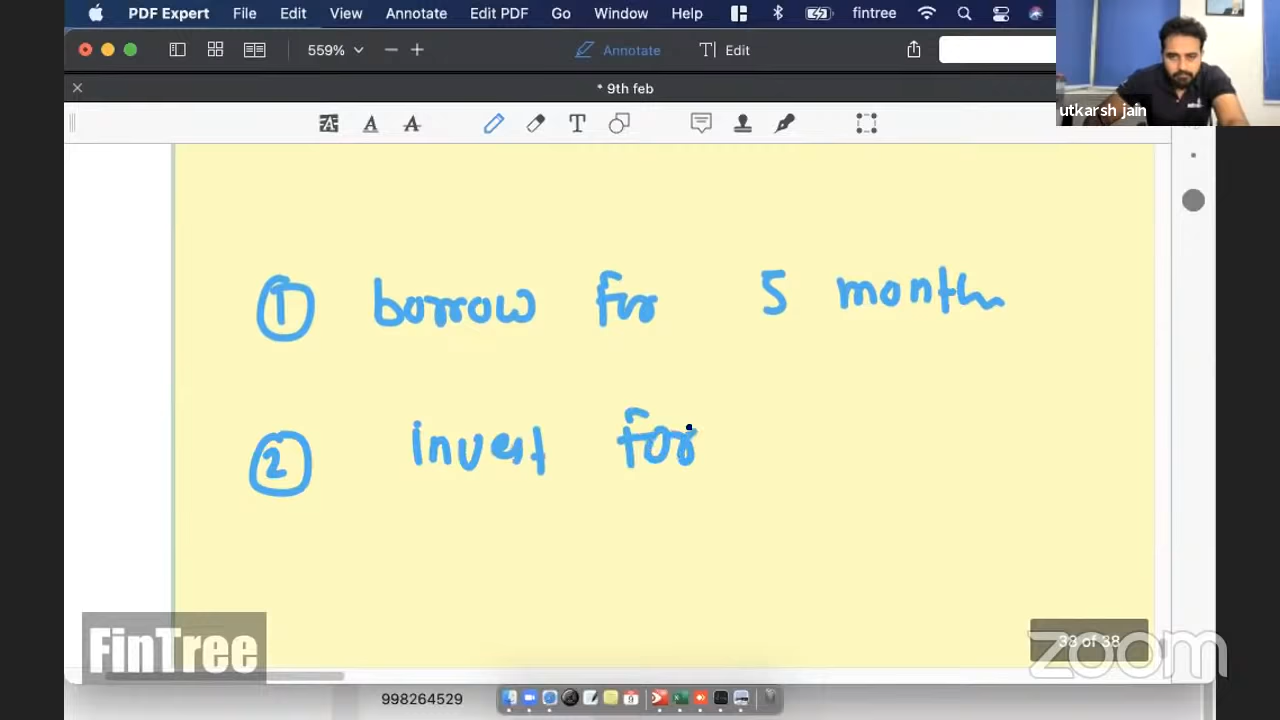 PDF Expert File Edit View Annotate Edit PDF Go Window Help fintree
559% Annotate T| Edit
* 9th feb
utkarsh jain
① borrow for 5 month
② invest for
FinTree
38 of 38
zoom
998264529